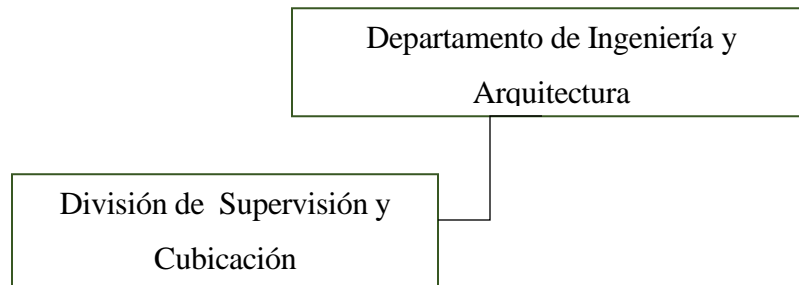 Departamento de Ingeniería y
Arquitectura
División de Supervisión y
Cubicación